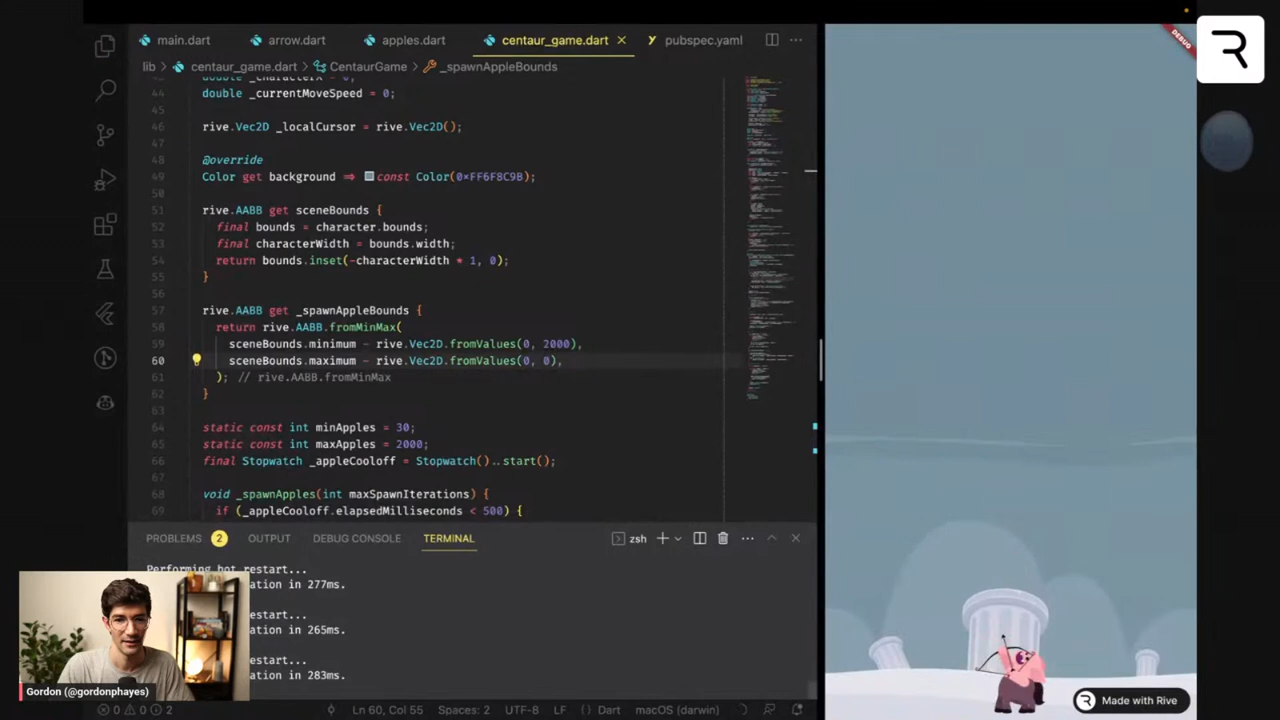 main.dart
arrow.dart
apples.dart
centaur_game.dart
pubspec.yaml
lib > centaur_game.dart > CentaurGame > _spawnAppleBounds
44 double _currentMoveSpeed = 0;
45
46 rive.Vec2D _localCursor = rive.Vec2D();
47
48 @override
49 Color get background => const Color(0xFF6F8C9B);
50
51 rive.AABB get sceneBounds {
52 final bounds = character.bounds;
53 final characterWidth = bounds.width;
54 return bounds.inset(-characterWidth * 1, 0);
55 }
56
57 rive.AABB get _spawnAppleBounds {
58 return rive.AABB.fromMinMax(
59 sceneBounds.minimum - rive.Vec2D.fromValues(0, 2000),
60 sceneBounds.maximum - rive.Vec2D.fromValues(0, 0),
61 ); // rive.AABB.fromMinMax
62 }
63
64 static const int minApples = 30;
65 static const int maxApples = 2000;
66 final Stopwatch _appleCooloff = Stopwatch()..start();
67
68 void _spawnApples(int maxSpawnIterations) {
69 if (_appleCooloff.elapsedMilliseconds < 500) {
PROBLEMS 2 OUTPUT DEBUG CONSOLE TERMINAL
zsh
Performing hot restart...
ation in 277ms.
estart...
ation in 265ms.
estart...
ation in 283ms.
Gordon (@gordonphayes)
0 0 2
Ln 60, Col 55 Spaces: 2 UTF-8 LF {} Dart macOS (darwin)
DEBUG
R
R Made with Rive